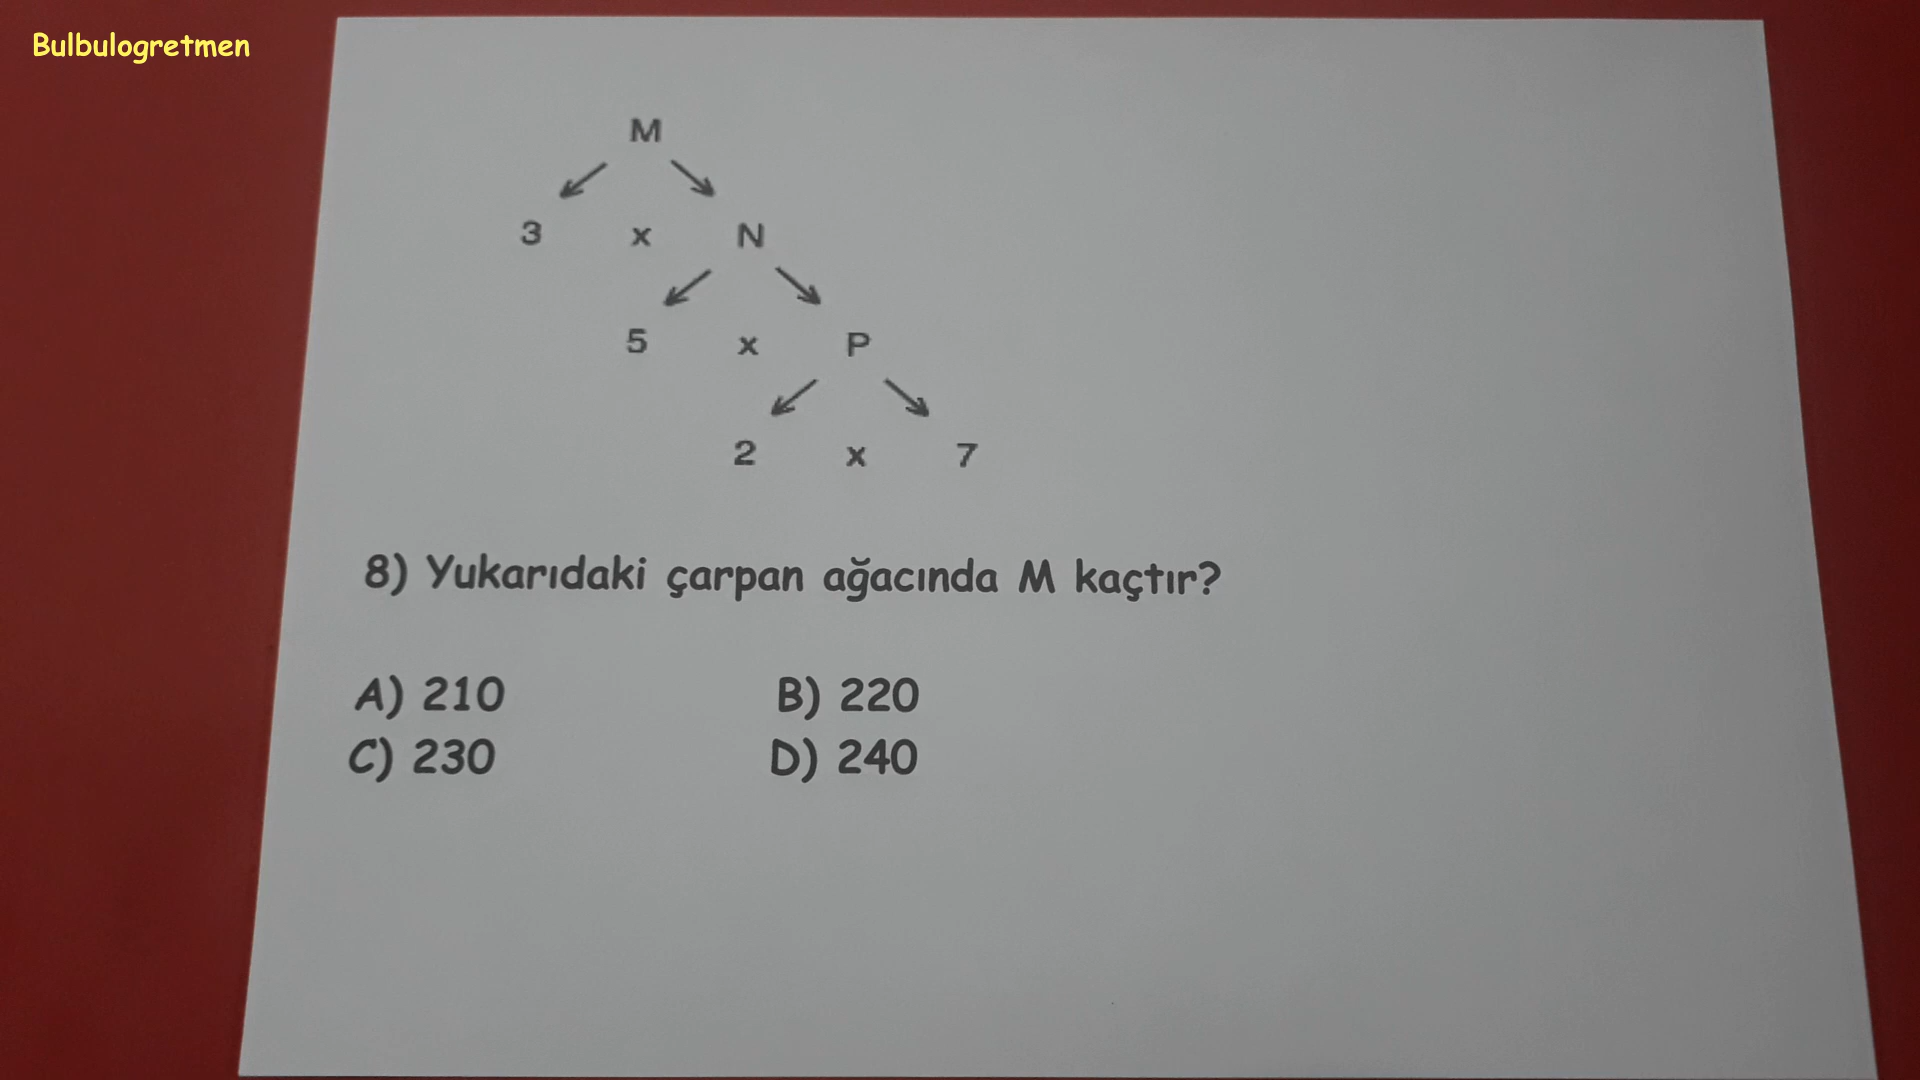 Bulbulogretmen
M
3 x N
5 x P
2 x 7
8) Yukarıdaki çarpan ağacında M kaçtır?
A) 210 B) 220
C) 230 D) 240